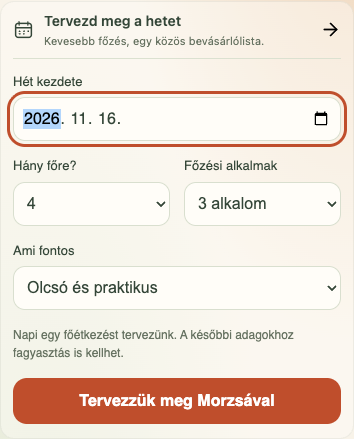 Tervezd meg a hetet
Kevesebb főzés, egy közös bevásárlólista.
Hét kezdete
2026. 11. 16.
Hány főre?
Főzési alkalmak
4
3 alkalom
Ami fontos
Olcsó és praktikus
Napi egy főétkezést tervezünk. A későbbi adagokhoz
fagyasztás is kellhet.
Tervezzük meg Morzsával